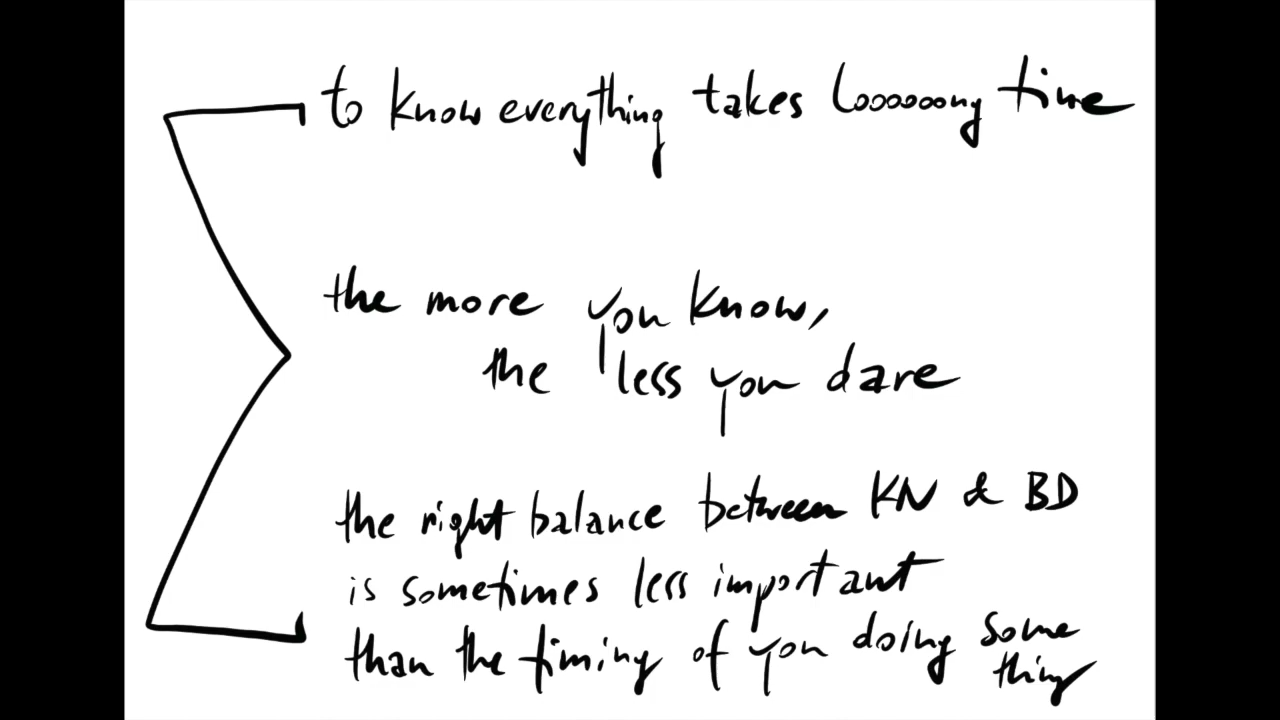 to know everything takes looooooong time
the more you know,
the less you dare
the right balance between KN & BD
is sometimes less important
than the timing of you doing some
thing